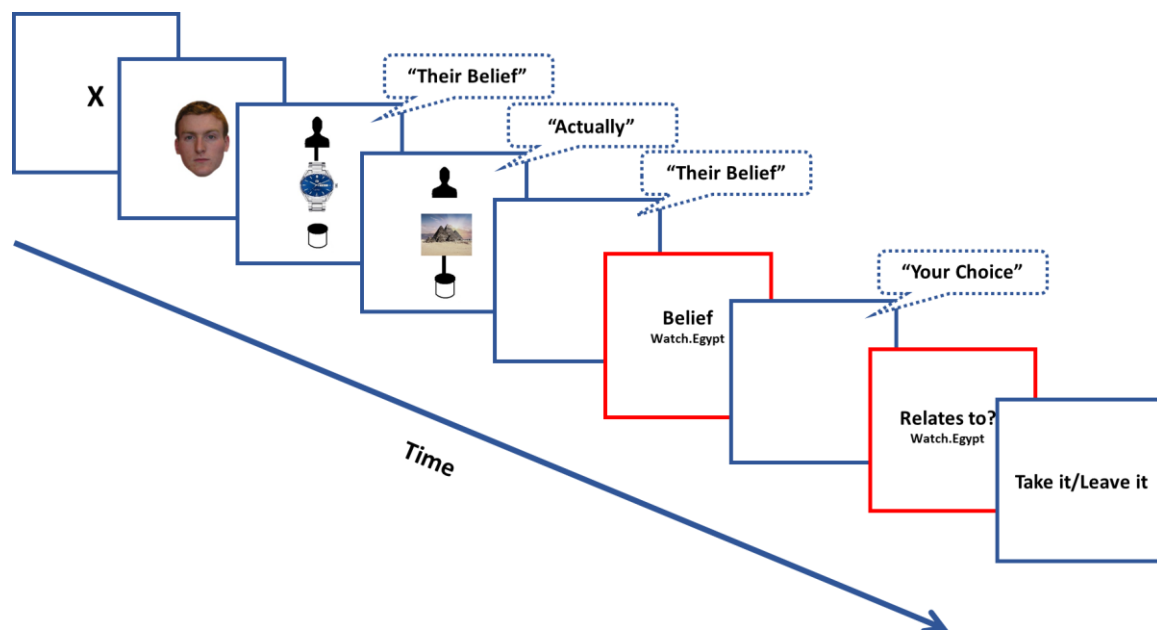 X
“Their Belief”
“Actually”
“Their Belief”
Belief
Watch.Egypt
“Your Choice”
Relates to?
Watch.Egypt
Take it/Leave it
Time